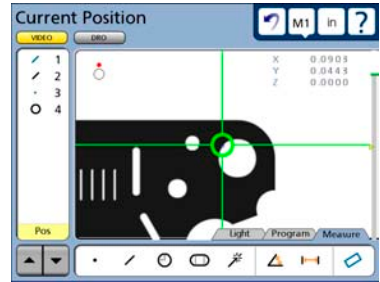 Current Position
M1 in ?
VIDEO DRO
1
2
3
4
X 0.0903
Y 0.0443
Z 0.0000
Pos
Light Program Measure